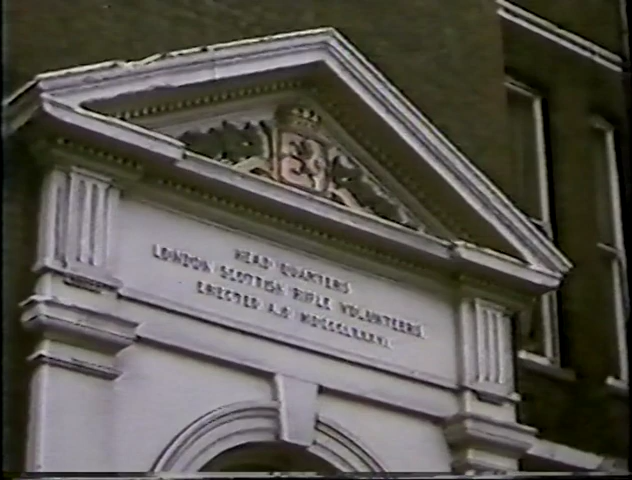 HEAD QUARTERS
LONDON SCOTTISH RIFLE VOLUNTEERS.
ERECTED A.D.